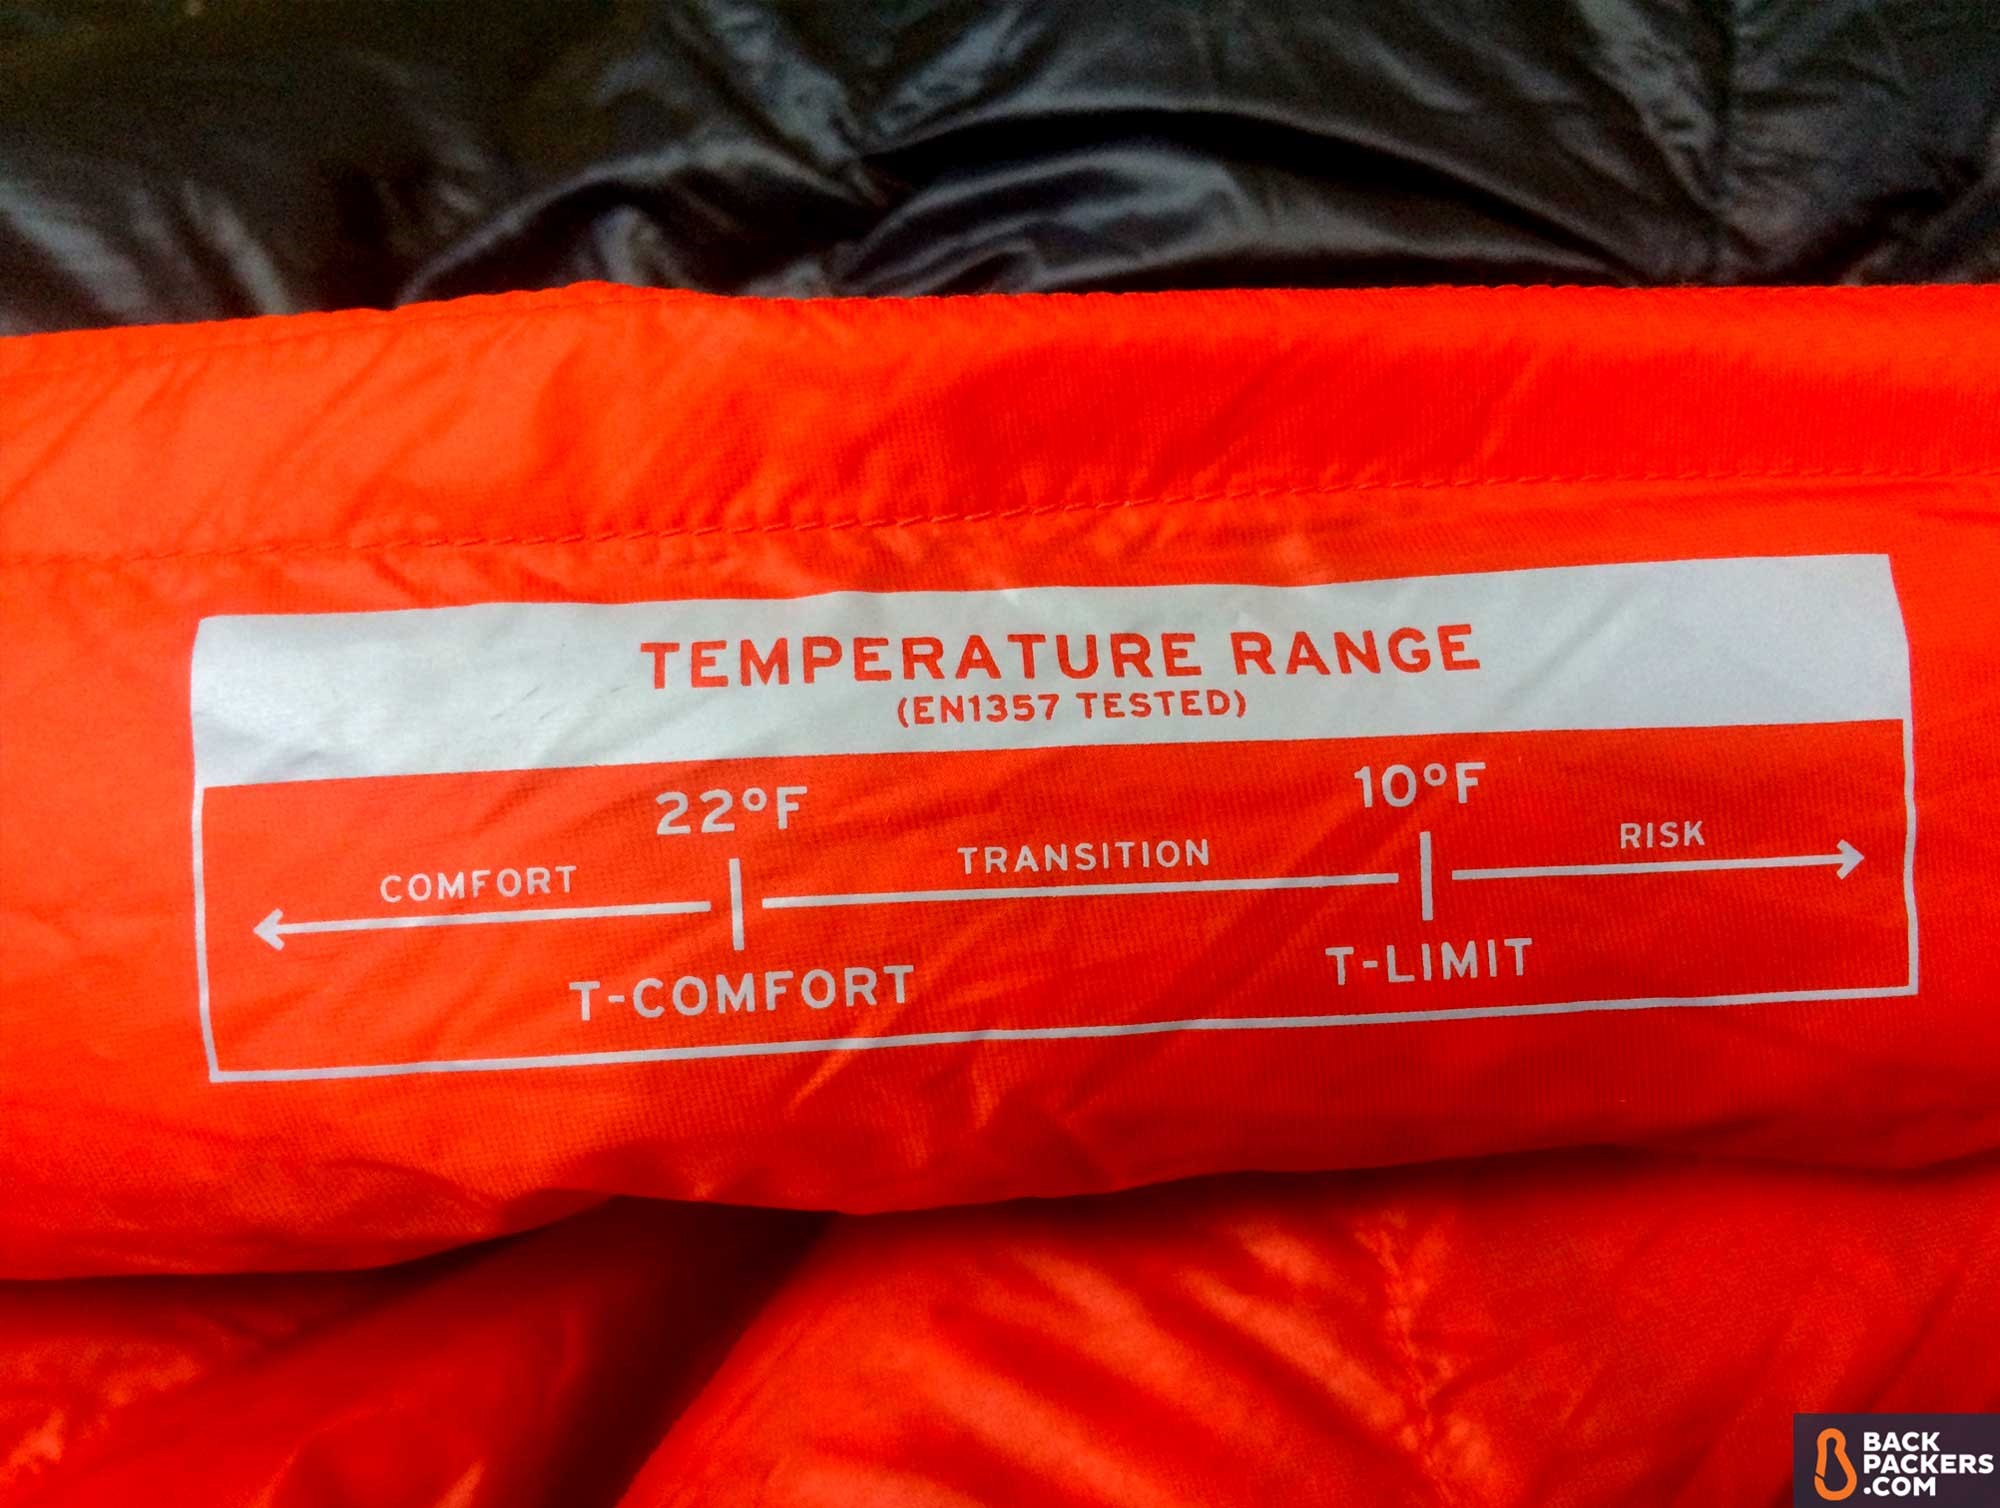 TEMPERATURE RANGE
(EN1357 TESTED)
22°F
10°F
COMFORT
TRANSITION
RISK
T-COMFORT
T-LIMIT
BACK
PACKERS
.COM